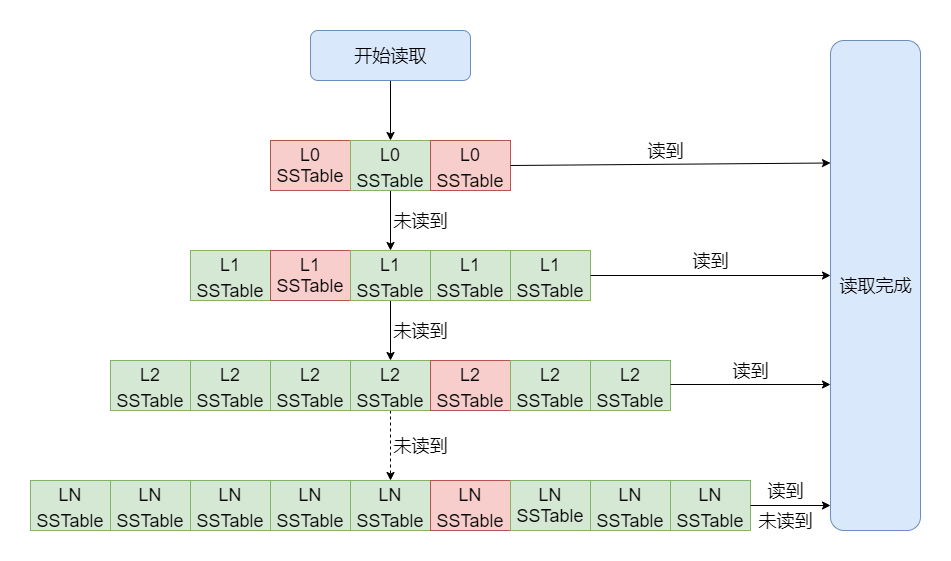 开始读取
L0 L0 L0
SSTable SSTable SSTable
读到
未读到
L1 L1 L1 L1 L1
SSTable SSTable SSTable SSTable SSTable
读到
读取完成
未读到
L2 L2 L2 L2 L2 L2 L2
SSTable SSTable SSTable SSTable SSTable SSTable SSTable
读到
未读到
LN LN LN LN LN LN LN LN LN
SSTable SSTable SSTable SSTable SSTable SSTable SSTable SSTable SSTable
读到
未读到